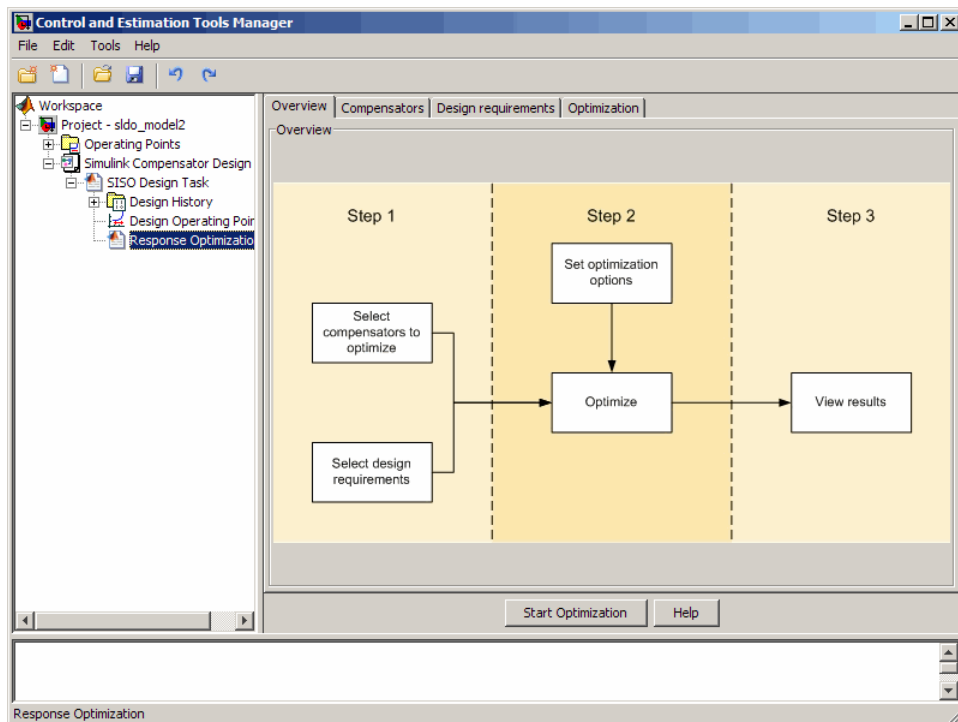 Control and Estimation Tools Manager
File Edit Tools Help
Workspace
Project - sldo_model2
Operating Points
Simulink Compensator Design
SISO Design Task
Design History
Design Operating Poir
Response Optimizatio
Overview Compensators Design requirements Optimization
Overview
Step 1
Step 2
Step 3
Set optimization
options
Select
compensators to
optimize
Optimize
View results
Select design
requirements
Start Optimization Help
Response Optimization